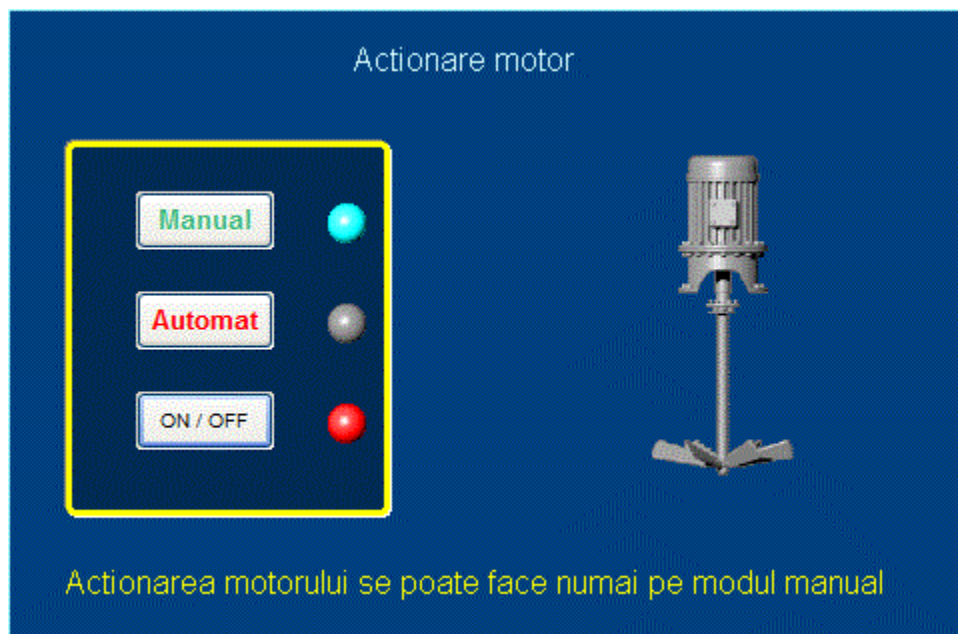 Actionare motor
Manual
Automat
ON / OFF
Actionarea motorului se poate face numai pe modul manual